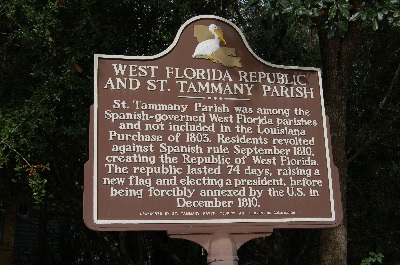 WEST FLORIDA REPUBLIC
AND ST. TAMMANY PARISH
St. Tammany Parish was among the
Spanish-governed West Florida parishes
and not included in the Louisiana
Purchase of 1803. Residents revolted
against Spanish rule September 1810,
creating the Republic of West Florida.
The republic lasted 74 days, raising a
new flag and electing a president, before
being forcibly annexed by the U.S. in
December 1810.